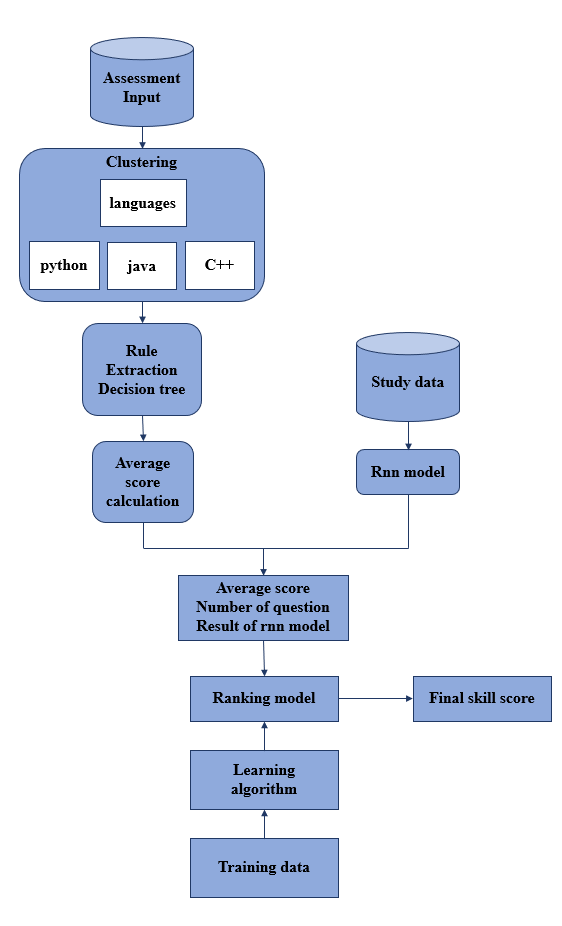 Assessment
Input
Clustering
languages
python
java
C++
Rule
Extraction
Decision tree
Average
score
calculation
Study data
Rnn model
Average score
Number of question
Result of rnn model
Ranking model
Final skill score
Learning
algorithm
Training data